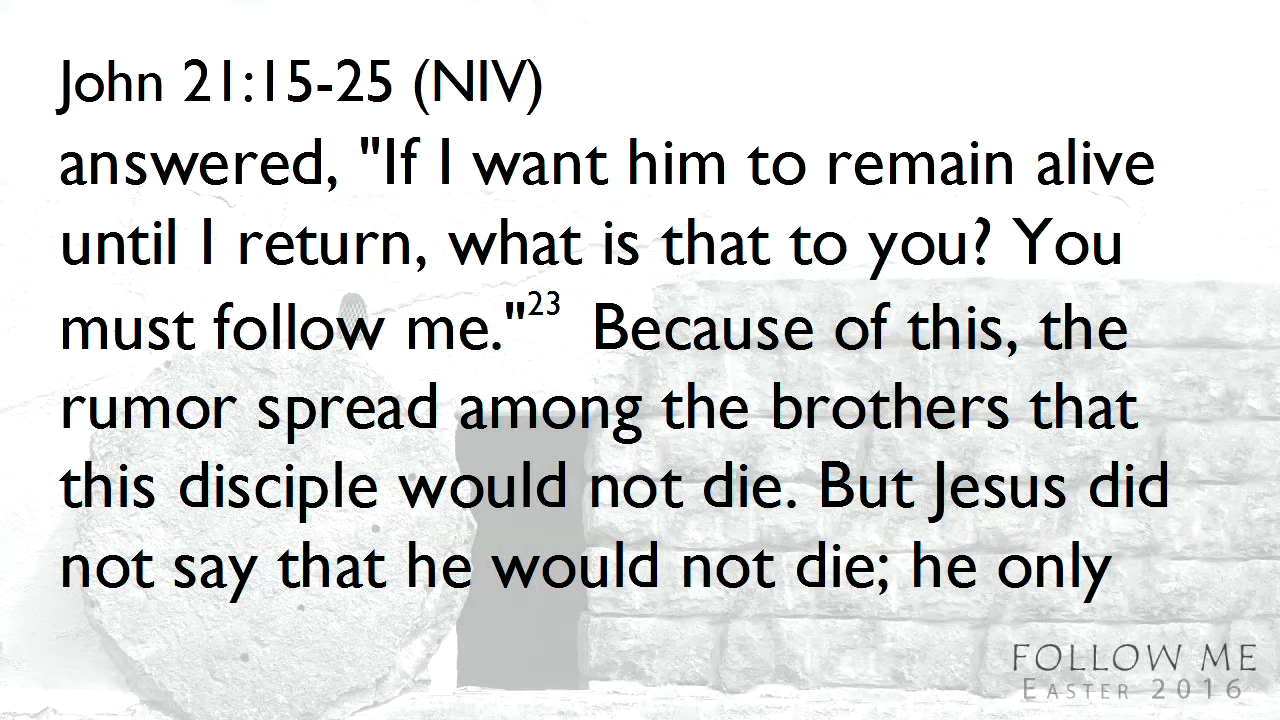 John 21:15-25 (NIV)
answered, "If I want him to remain alive
until I return, what is that to you? You
must follow me."23 Because of this, the
rumor spread among the brothers that
this disciple would not die. But Jesus did
not say that he would not die; he only
FOLLOW ME
EASTER 2016